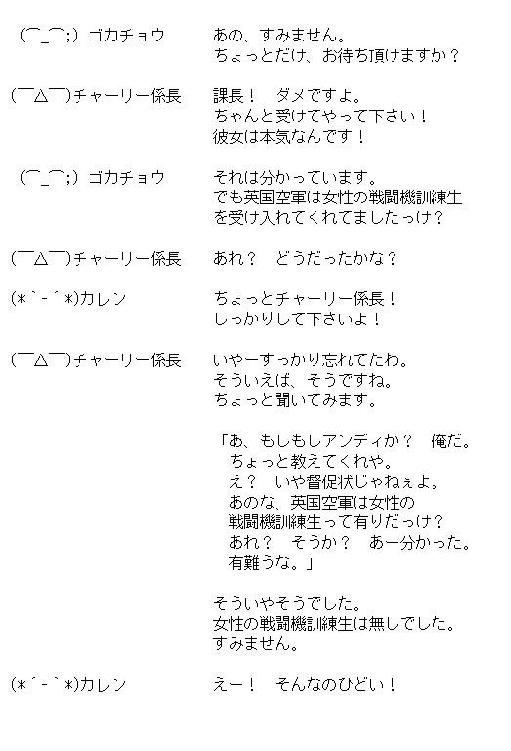 (⌒_⌒;) ゴカチョウ　あの、すみません。
ちょっとだけ、お待ち頂けますか？
(￣△￣)チャーリー係長　課長！　ダメですよ。
ちゃんと受けてやって下さい！
彼女は本気なんです！
(⌒_⌒;) ゴカチョウ　それは分かっています。
でも英国空軍は女性の戦闘機訓練生
を受け入れてくれてましたっけ？
(￣△￣)チャーリー係長　あれ？　どうだったかな？
(*´-´*)カレン　ちょっとチャーリー係長！
しっかりして下さいよ！
(￣△￣)チャーリー係長　いやーすっかり忘れてたわ。
そういえば、そうですね。
ちょっと聞いてみます。
「あ、もしもしアンディか？　俺だ。
ちょっと教えてくれや。
え？　いや督促状じゃねぇよ。
あのな、英国空軍は女性の
戦闘機訓練生って有りだっけ？
あれ？　そうか？　あー分かった。
有難うな。」
そういやそうでした。
女性の戦闘機訓練生は無しでした。
すみません。
(*´-´*)カレン　えー！　そんなのひどい！